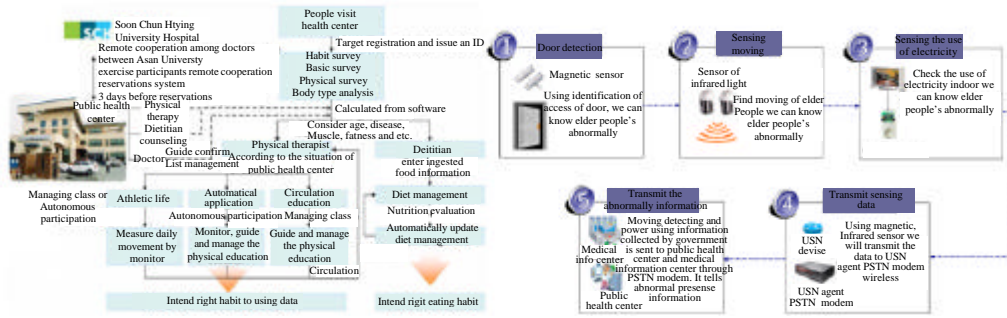 Soon Chun Htying
University Hospital
Remote cooperation among doctors
between Asan University
exercise participants remote cooperation
reservations system
3 days before reservations
Public health
center
Physical
therapy
Dietitian
counseling
Doctor
Guide confirm
List management
People visit
health center
Target registration and issue an ID
Habit survey
Basic survey
Physical survey
Body type analysis
Calculated from software
Consider age, disease,
Muscle, fatness and etc.
Physical therapist
According to the situation of
public health center
Deititian
enter ingested
food information
Managing class or
Autonomous
participation
Athletic life
Automatical
application
Circulation
education
Diet management
Autonomous participation
Managing class
Nutrition evaluation
Measure daily
movement by
monitor
Monitor, guide
and manage the
physical education
Guide and manage
the physical
education
Automatically update
diet management
Circulation
Intend right habit to using data
Intend rigit eating habit
1
Door detection
Magnetic sensor
Using identification of
access of door, we can
know elder people's
abnormally
2
Sensing
moving
Sensor of
infrared light
Find moving of elder
People we can know
elder people's
abnormally
3
Sensing the use
of electricity
Check the use of
electricity indoor we
can know elder
people's abnormally
4
Transmit sensing
data
USN
devise
USN agent
PSTN modem
Using magnetic,
Infrared sensor we
will transmit the
data to USN
agent PSTN modem
wireless
5
Transmit the
abnormally information
Medical
info center
Public
health center
Moving detecting and
power using information
collected by government
is sent to public health
center and medical
information center through
PSTN modem. It tells
abnormal presense
information